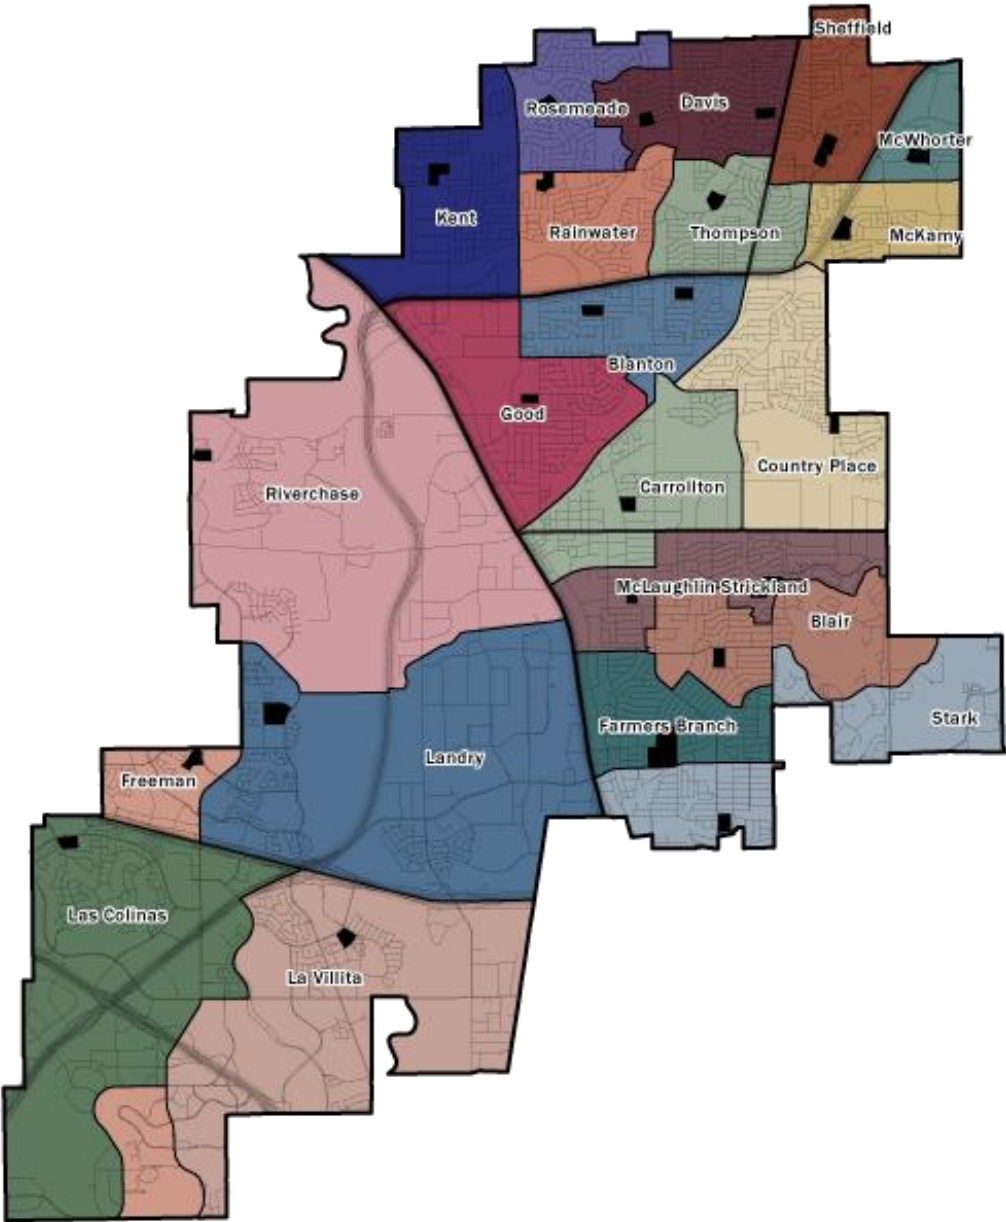 Sheffield
Rosemeade
Davis
McWhorter
Kent
Rainwater
Thompson
McKamy
Blanton
Good
Country Place
Carrollton
Riverchase
McLaughlin Strickland
Blair
Stark
Farmers Branch
Landry
Freeman
Las Colinas
La Villita